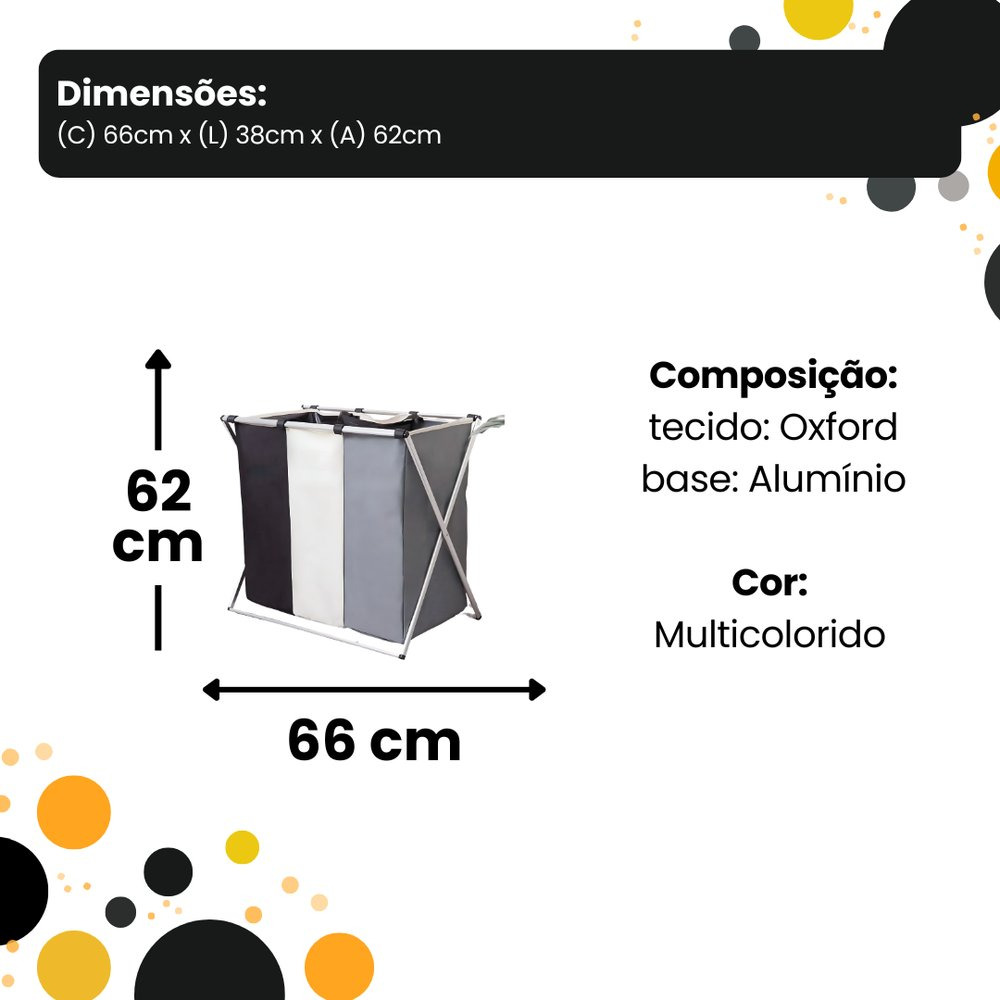 Dimensões:
(C) 66cm x (L) 38cm x (A) 62cm
62
cm
66 cm
Composição:
tecido: Oxford
base: Alumínio
Cor:
Multicolorido